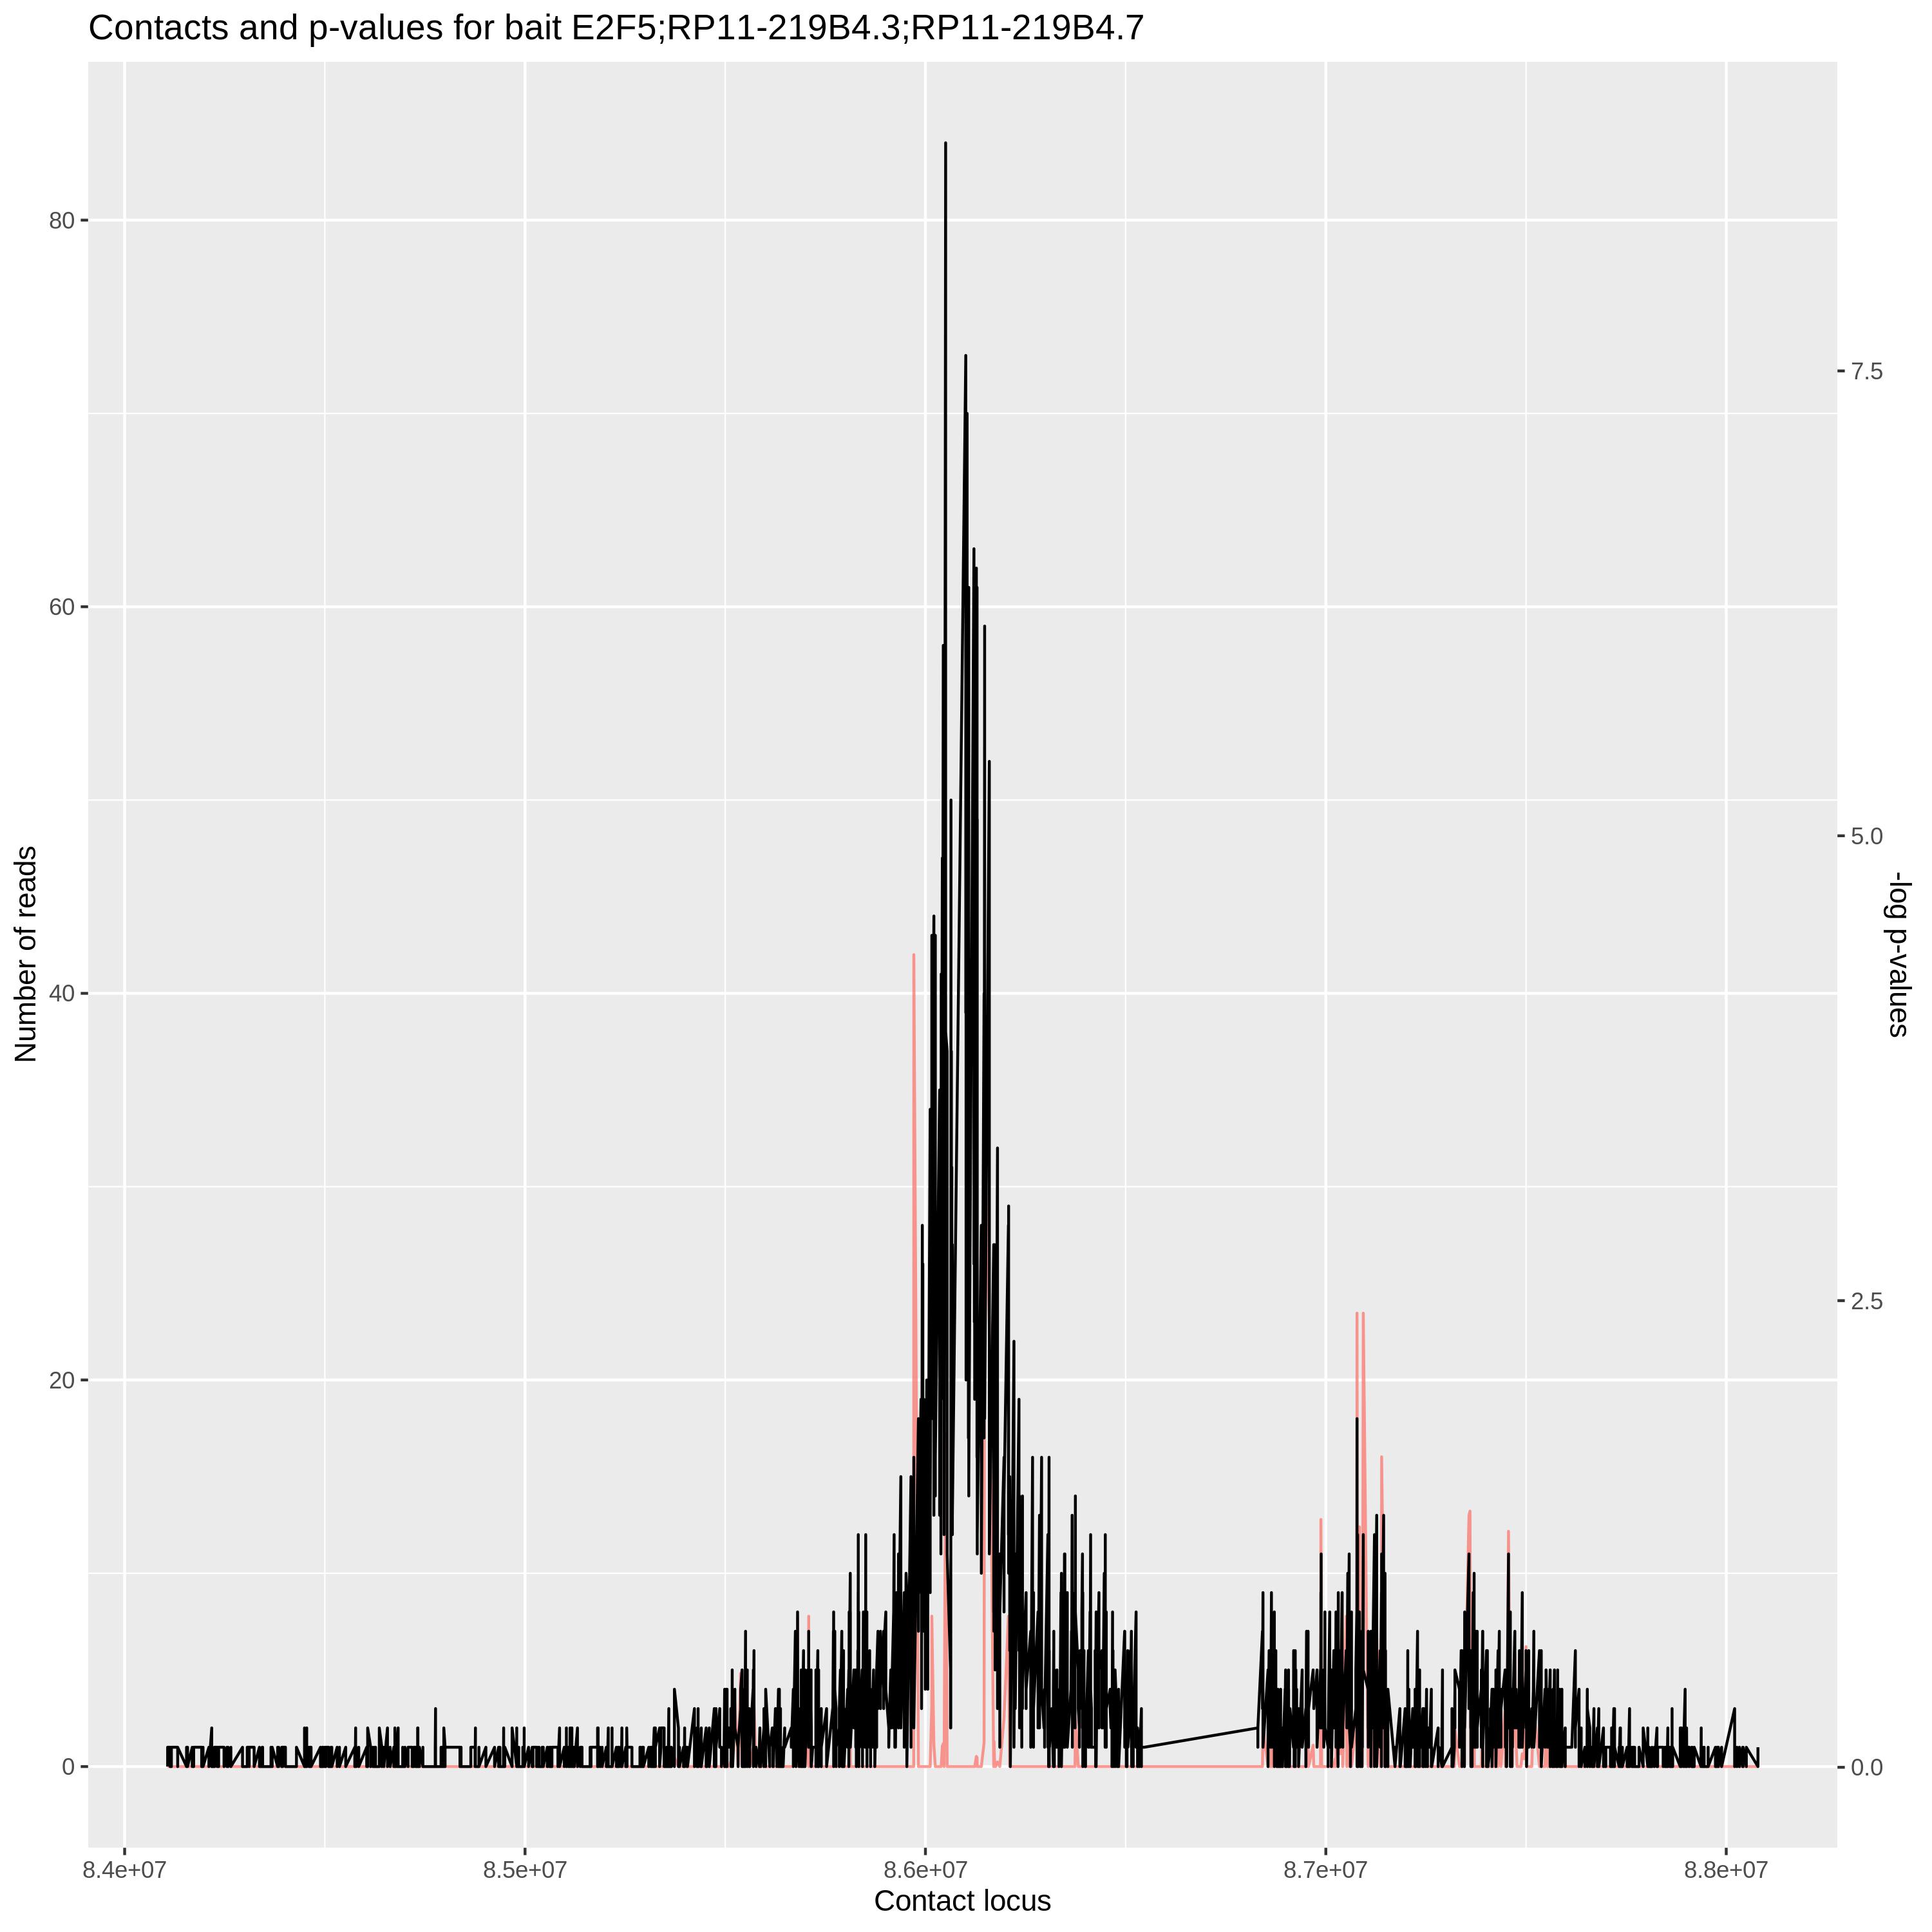 Contacts and p-values for bait E2F5;RP11-219B4.3;RP11-219B4.7
80
60
40
20
0
7.5
5.0
2.5
0.0
Number of reads
-log p-values
8.4e+07 8.5e+07 8.6e+07 8.7e+07 8.8e+07
Contact locus